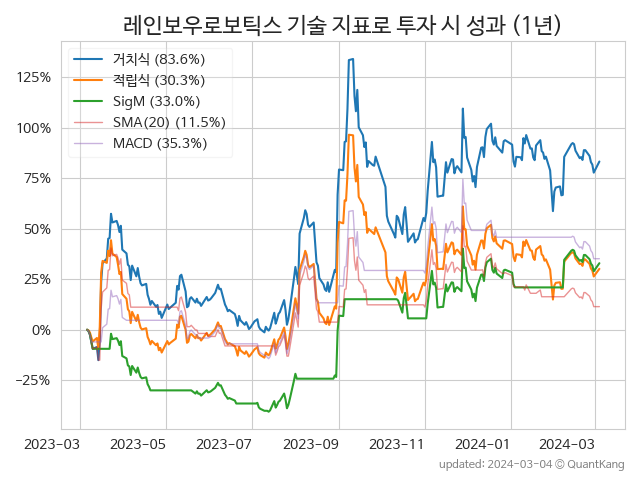 레인보우로보틱스 기술 지표로 투자 시 성과 (1년)
거치식 (83.6%)
적립식 (30.3%)
SigM (33.0%)
SMA(20) (11.5%)
MACD (35.3%)
125%
100%
75%
50%
25%
0%
−25%
2023-03 2023-05 2023-07 2023-09 2023-11 2024-01 2024-03
updated: 2024-03-04 © QuantKang